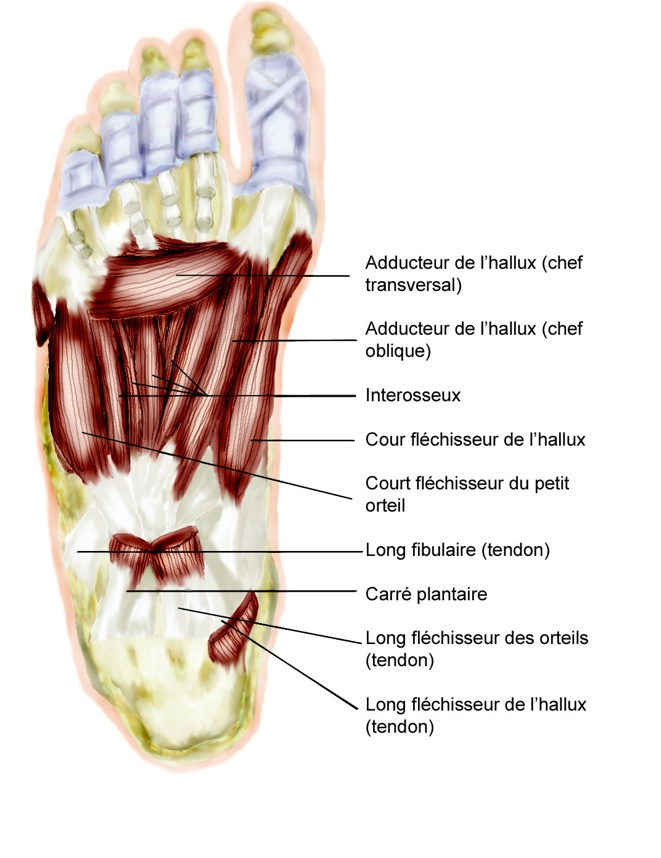 Adducteur de l’hallux (chef
transversal)
Adducteur de l’hallux (chef
oblique)
Interosseux
Cour fléchisseur de l’hallux
Court fléchisseur du petit
orteil
Long fibulaire (tendon)
Carré plantaire
Long fléchisseur des orteils
(tendon)
Long fléchisseur de l’hallux
(tendon)